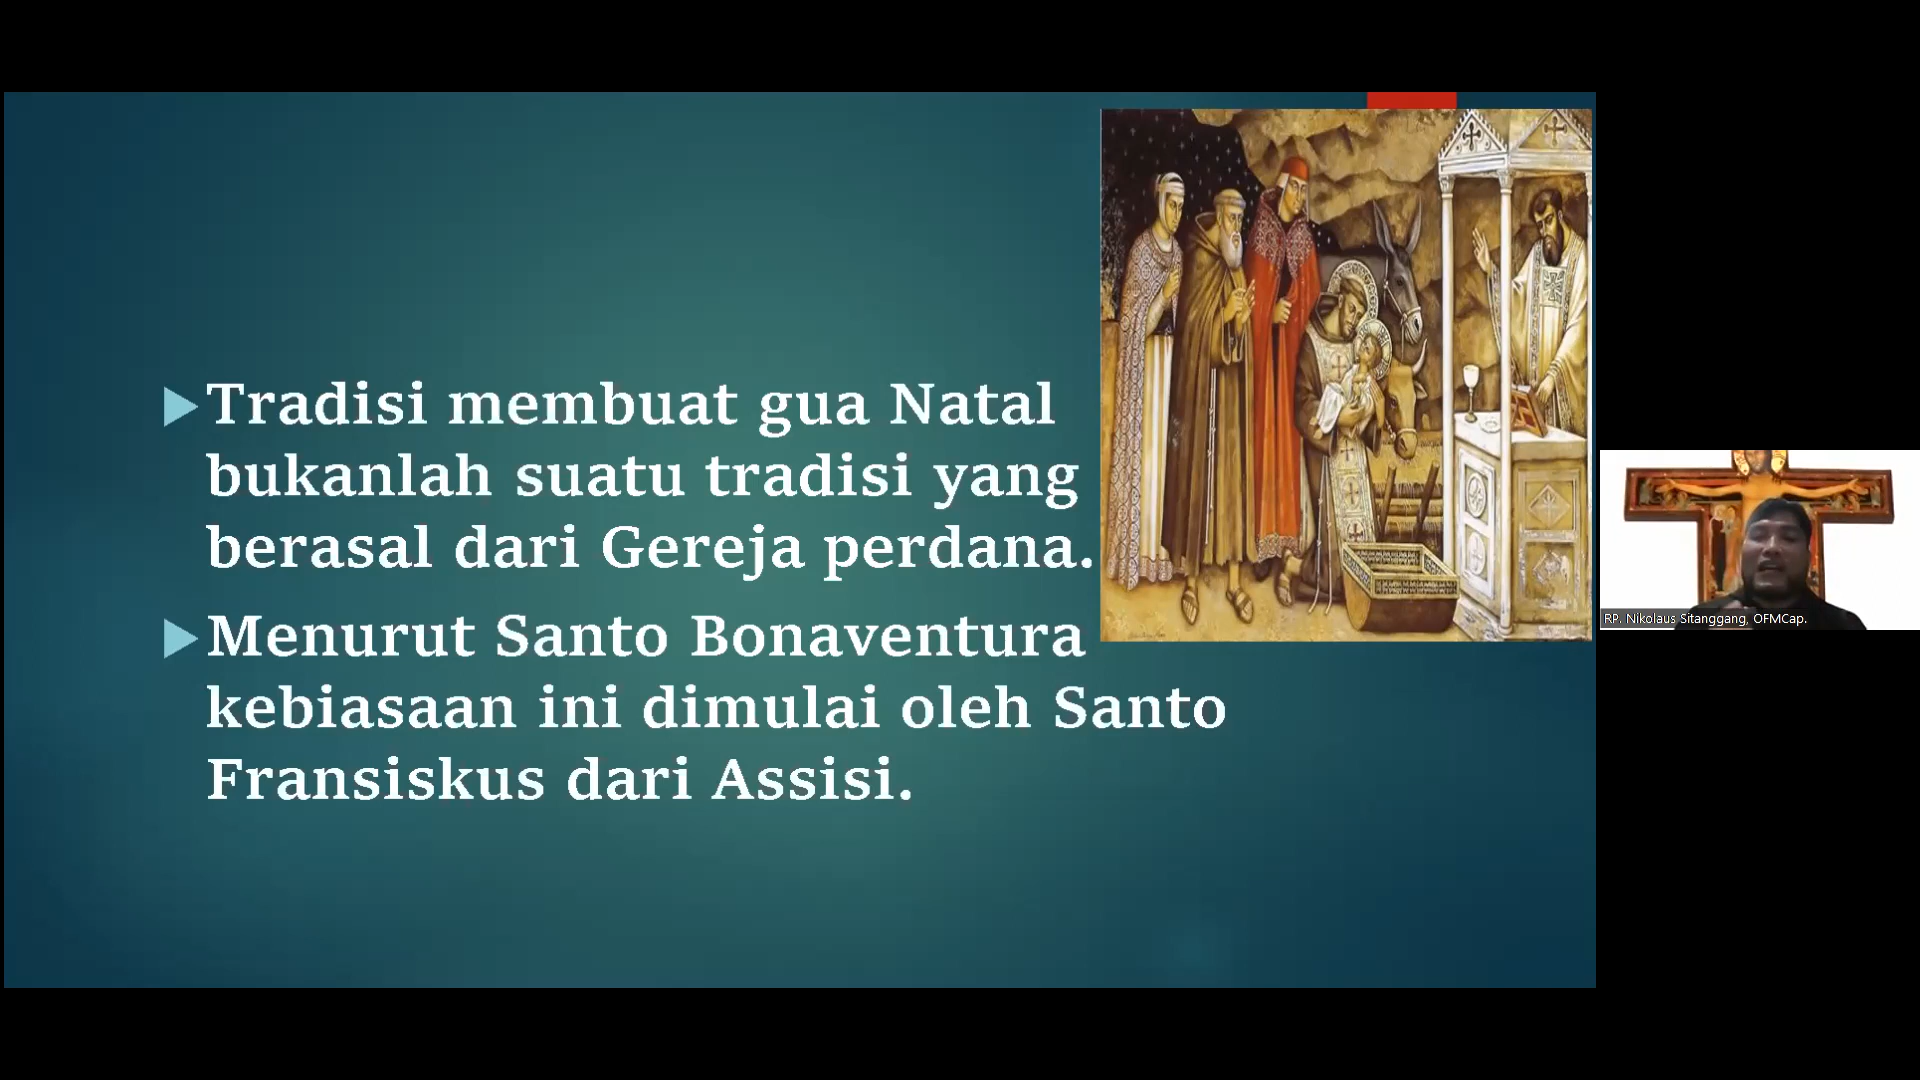 Tradisi membuat gua Natal
bukanlah suatu tradisi yang
berasal dari Gereja perdana.
Menurut Santo Bonaventura
kebiasaan ini dimulai oleh Santo
Fransiskus dari Assisi.
RP. Nikolaus Sitanggang, OFMCap.